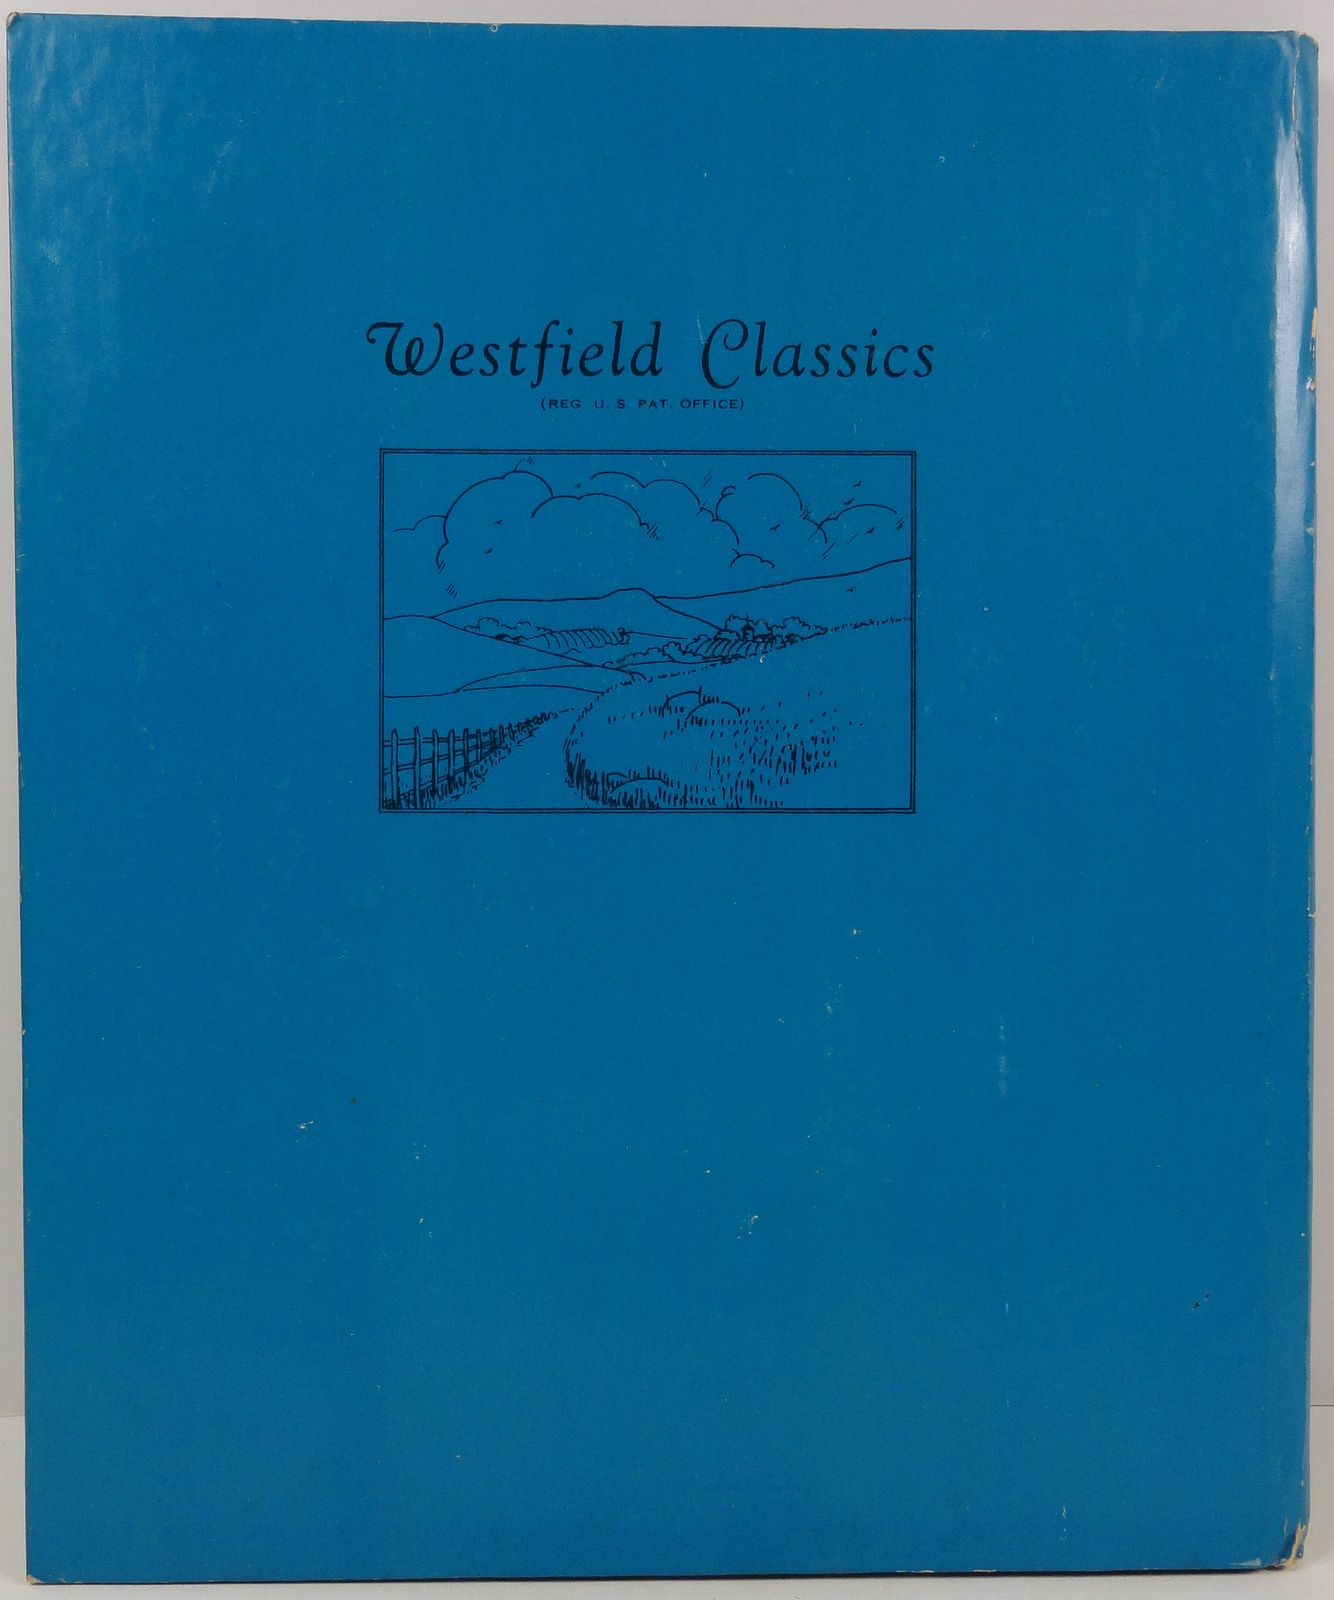 Westfield Classics
(REG U. S. PAT. OFFICE)